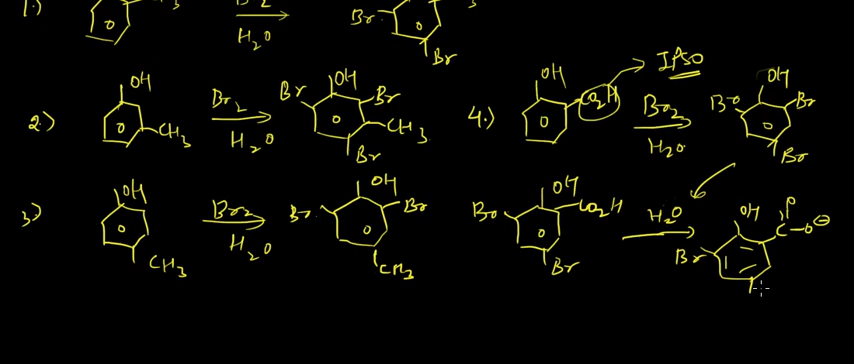 1.) Br2
H2O
Br
Br
2.) OH
CH3
Br2
H2O
OH
Br
Br
CH3
Br
3.) OH
CH3
Br2
H2O
OH
Br
Br
CH3
4.) OH
CO2H
IPSO
Br2
H2O
OH
Br
Br
Br
OH
Br
CO2H
Br
H2O
OH
Br
C-O⊖